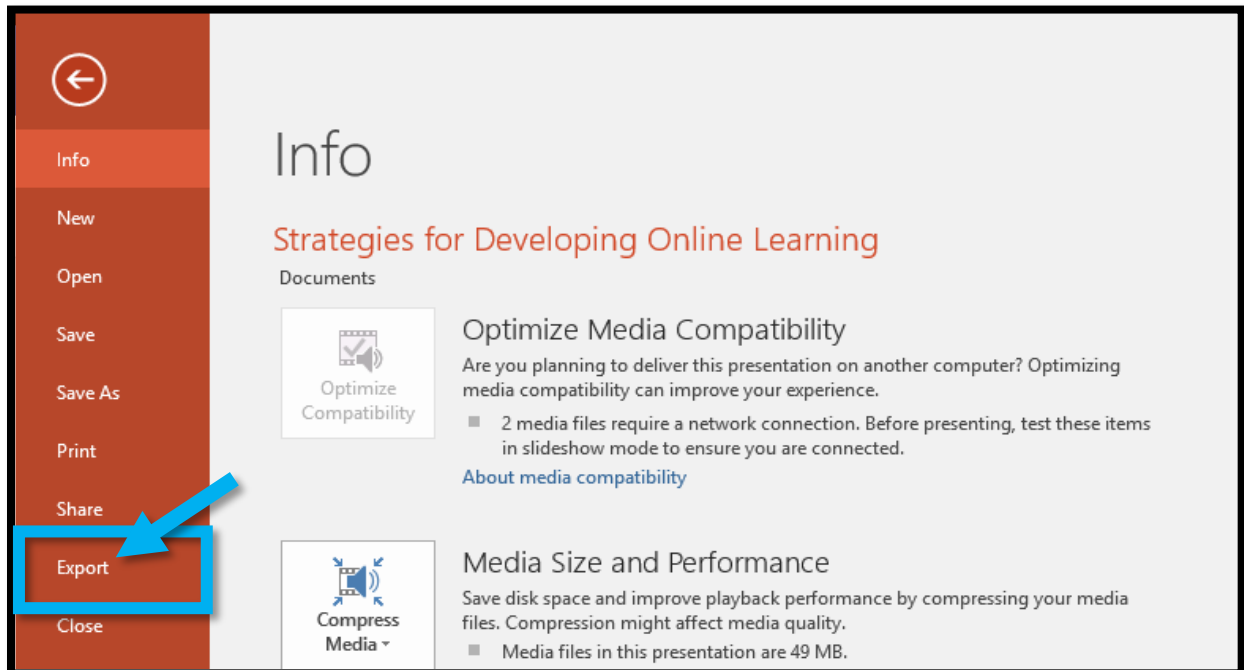 Info
New
Open
Save
Save As
Print
Share
Export
Close
Info
Strategies for Developing Online Learning
Documents
Optimize
Compatibility
Optimize Media Compatibility
Are you planning to deliver this presentation on another computer? Optimizing
media compatibility can improve your experience.
2 media files require a network connection. Before presenting, test these items
in slideshow mode to ensure you are connected.
About media compatibility
Compress
Media
Media Size and Performance
Save disk space and improve playback performance by compressing your media
files. Compression might affect media quality.
Media files in this presentation are 49 MB.